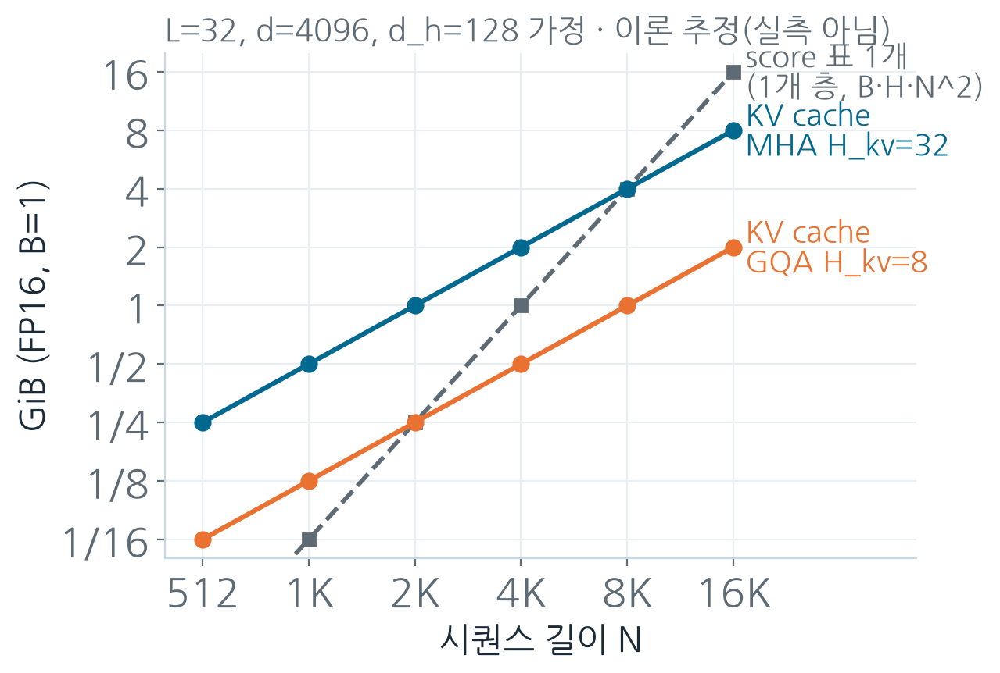 L=32, d=4096, d_h=128 가정 · 이론 추정(실측 아님)
score 표 1개
(1개 층, B·H·N^2)
KV cache
MHA H_kv=32
KV cache
GQA H_kv=8
GiB (FP16, B=1)
16
8
4
2
1
1/2
1/4
1/8
1/16
512 1K 2K 4K 8K 16K
시퀀스 길이 N